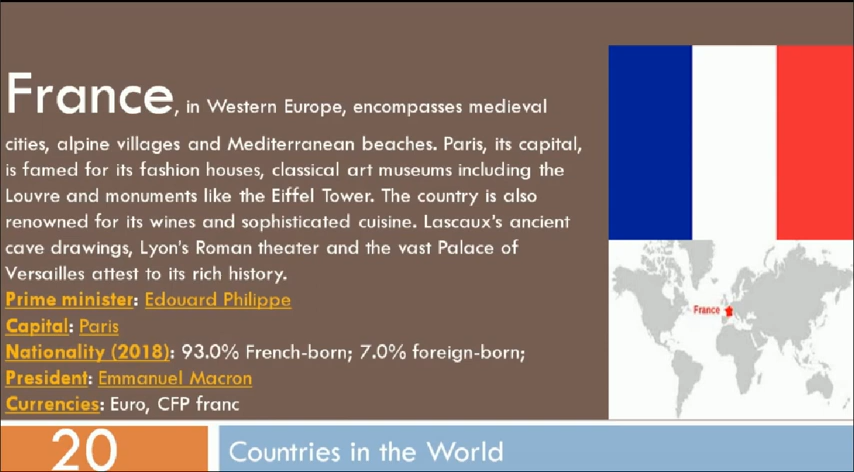 France, in Western Europe, encompasses medieval
cities, alpine villages and Mediterranean beaches. Paris, its capital,
is famed for its fashion houses, classical art museums including the
Louvre and monuments like the Eiffel Tower. The country is also
renowned for its wines and sophisticated cuisine. Lascaux's ancient
cave drawings, Lyon's Roman theater and the vast Palace of
Versailles attest to its rich history.
Prime minister: Edouard Philippe
Capital: Paris
Nationality (2018): 93.0% French-born; 7.0% foreign-born;
President: Emmanuel Macron
Currencies: Euro, CFP franc
France
20
Countries in the World